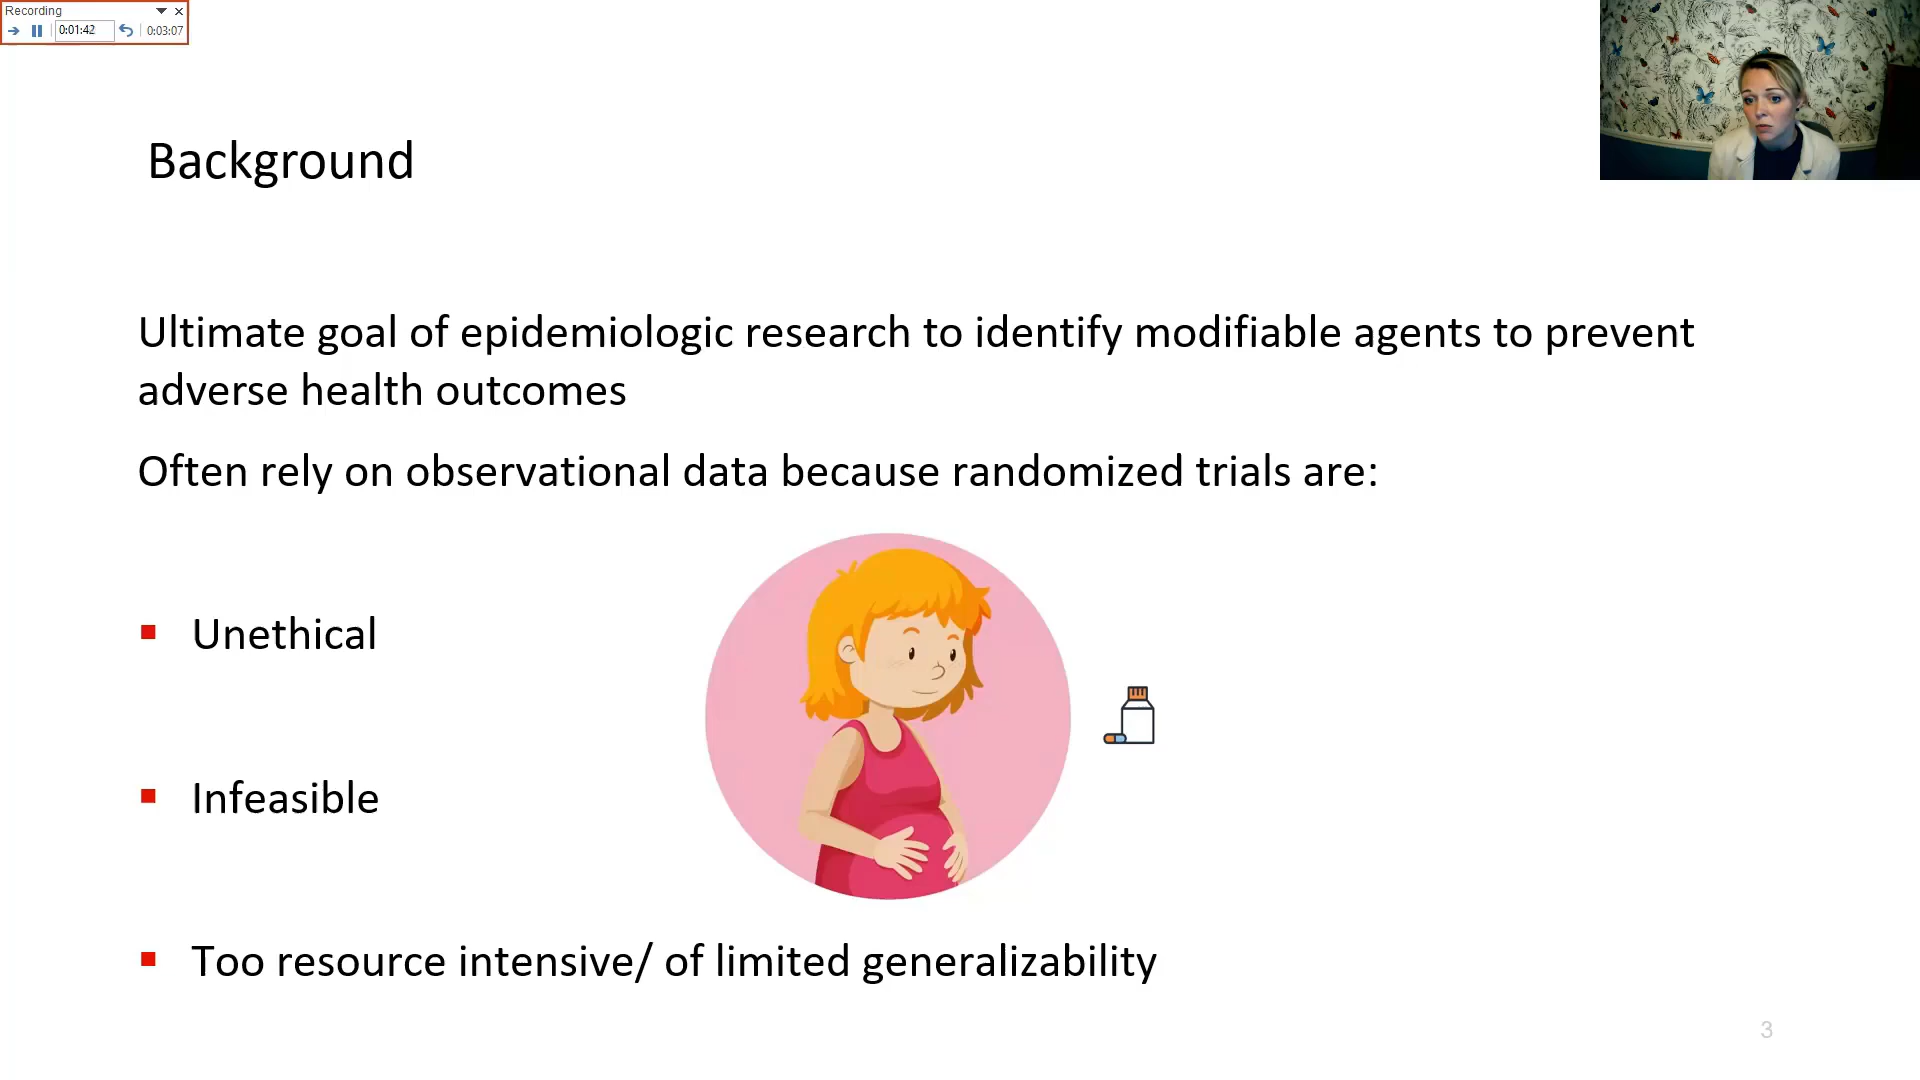 Recording
0:01:42
0:03:07
Background
Ultimate goal of epidemiologic research to identify modifiable agents to prevent
adverse health outcomes
Often rely on observational data because randomized trials are:
Unethical
Infeasible
Too resource intensive/ of limited generalizability
3